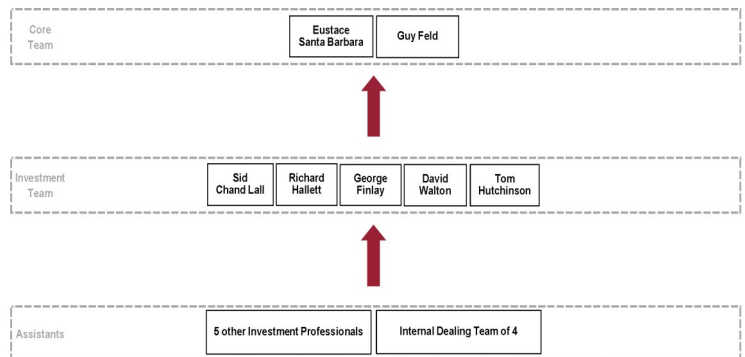 Core
Team
Eustace
Santa Barbara
Guy Feld
Investment
Team
Sid
Chand Lall
Richard
Hallett
George
Finlay
David
Walton
Tom
Hutchinson
Assistants
5 other Investment Professionals
Internal Dealing Team of 4